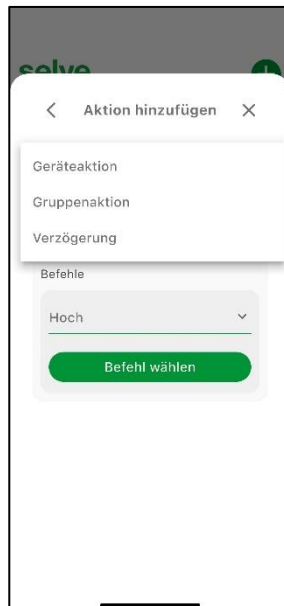 selve
Aktion hinzufügen
Geräteaktion
Gruppenaktion
Verzögerung
Befehle
Hoch
Befehl wählen